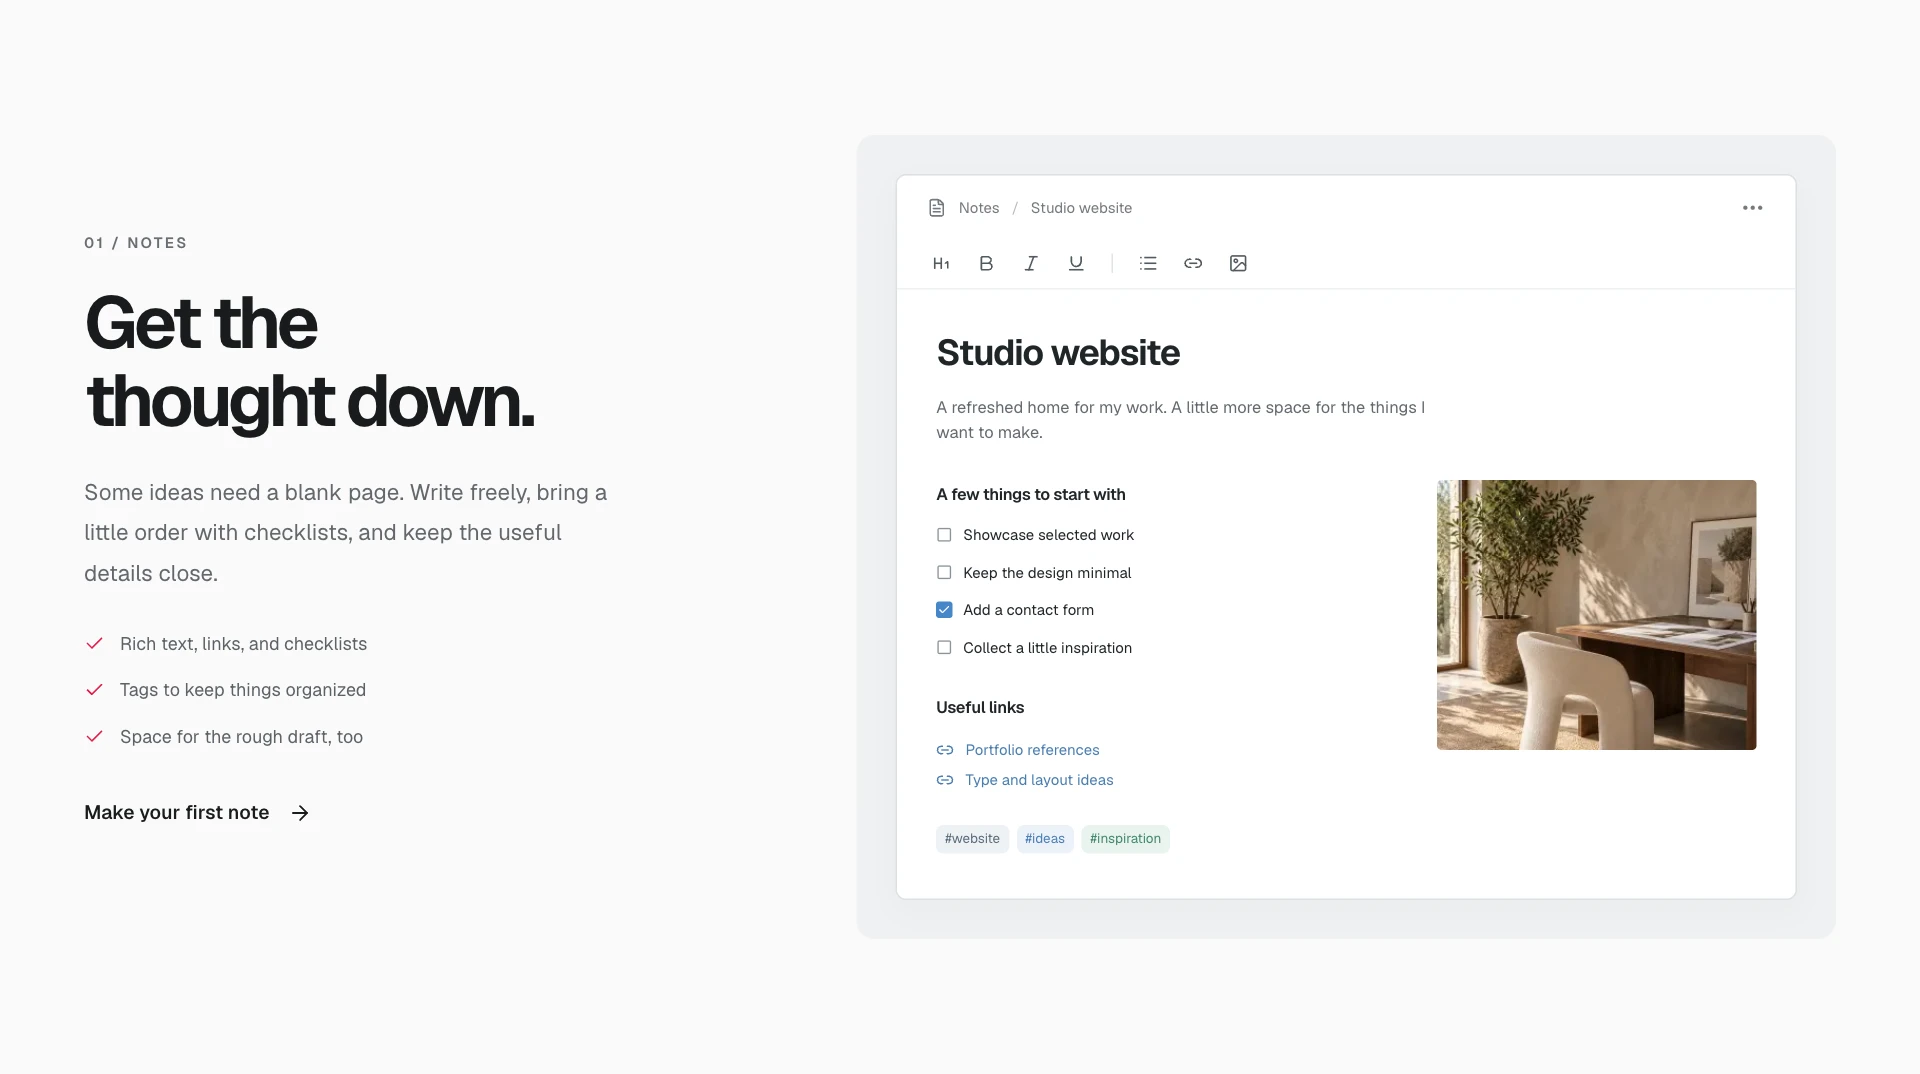 01 / NOTES
Get the
thought down.
Some ideas need a blank page. Write freely, bring a
little order with checklists, and keep the useful
details close.
Rich text, links, and checklists
Tags to keep things organized
Space for the rough draft, too
Make your first note
Notes / Studio website
H1 B I U
Studio website
A refreshed home for my work. A little more space for the things I
want to make.
A few things to start with
Showcase selected work
Keep the design minimal
Add a contact form
Collect a little inspiration
Useful links
Portfolio references
Type and layout ideas
#website #ideas #inspiration